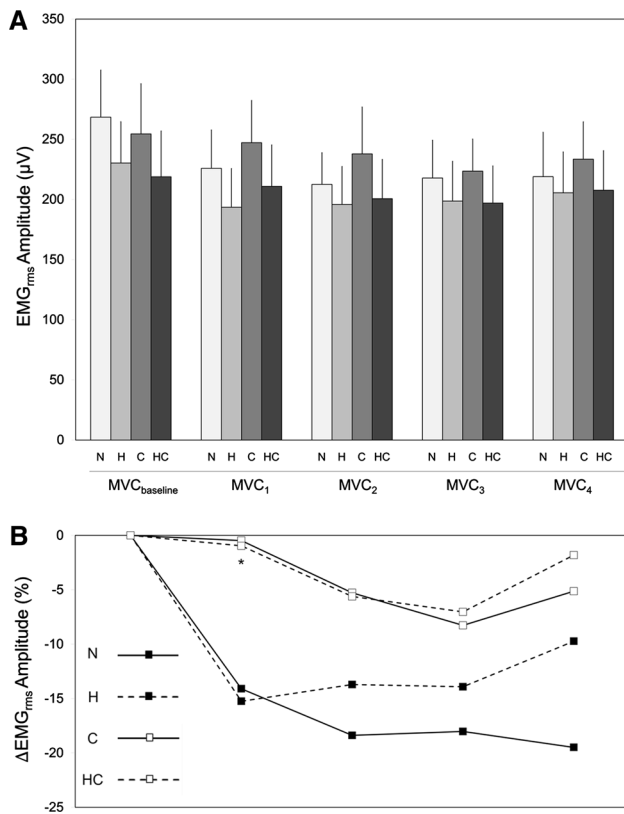 A
350
300
250
200
150
100
50
0
EMGrms Amplitude (µV)
N H C HC N H C HC N H C HC N H C HC N H C HC
MVCbaseline MVC1 MVC2 MVC3 MVC4
B
0
-5
-10
-15
-20
-25
ΔEMGrms Amplitude (%)
*
N
H
C
HC